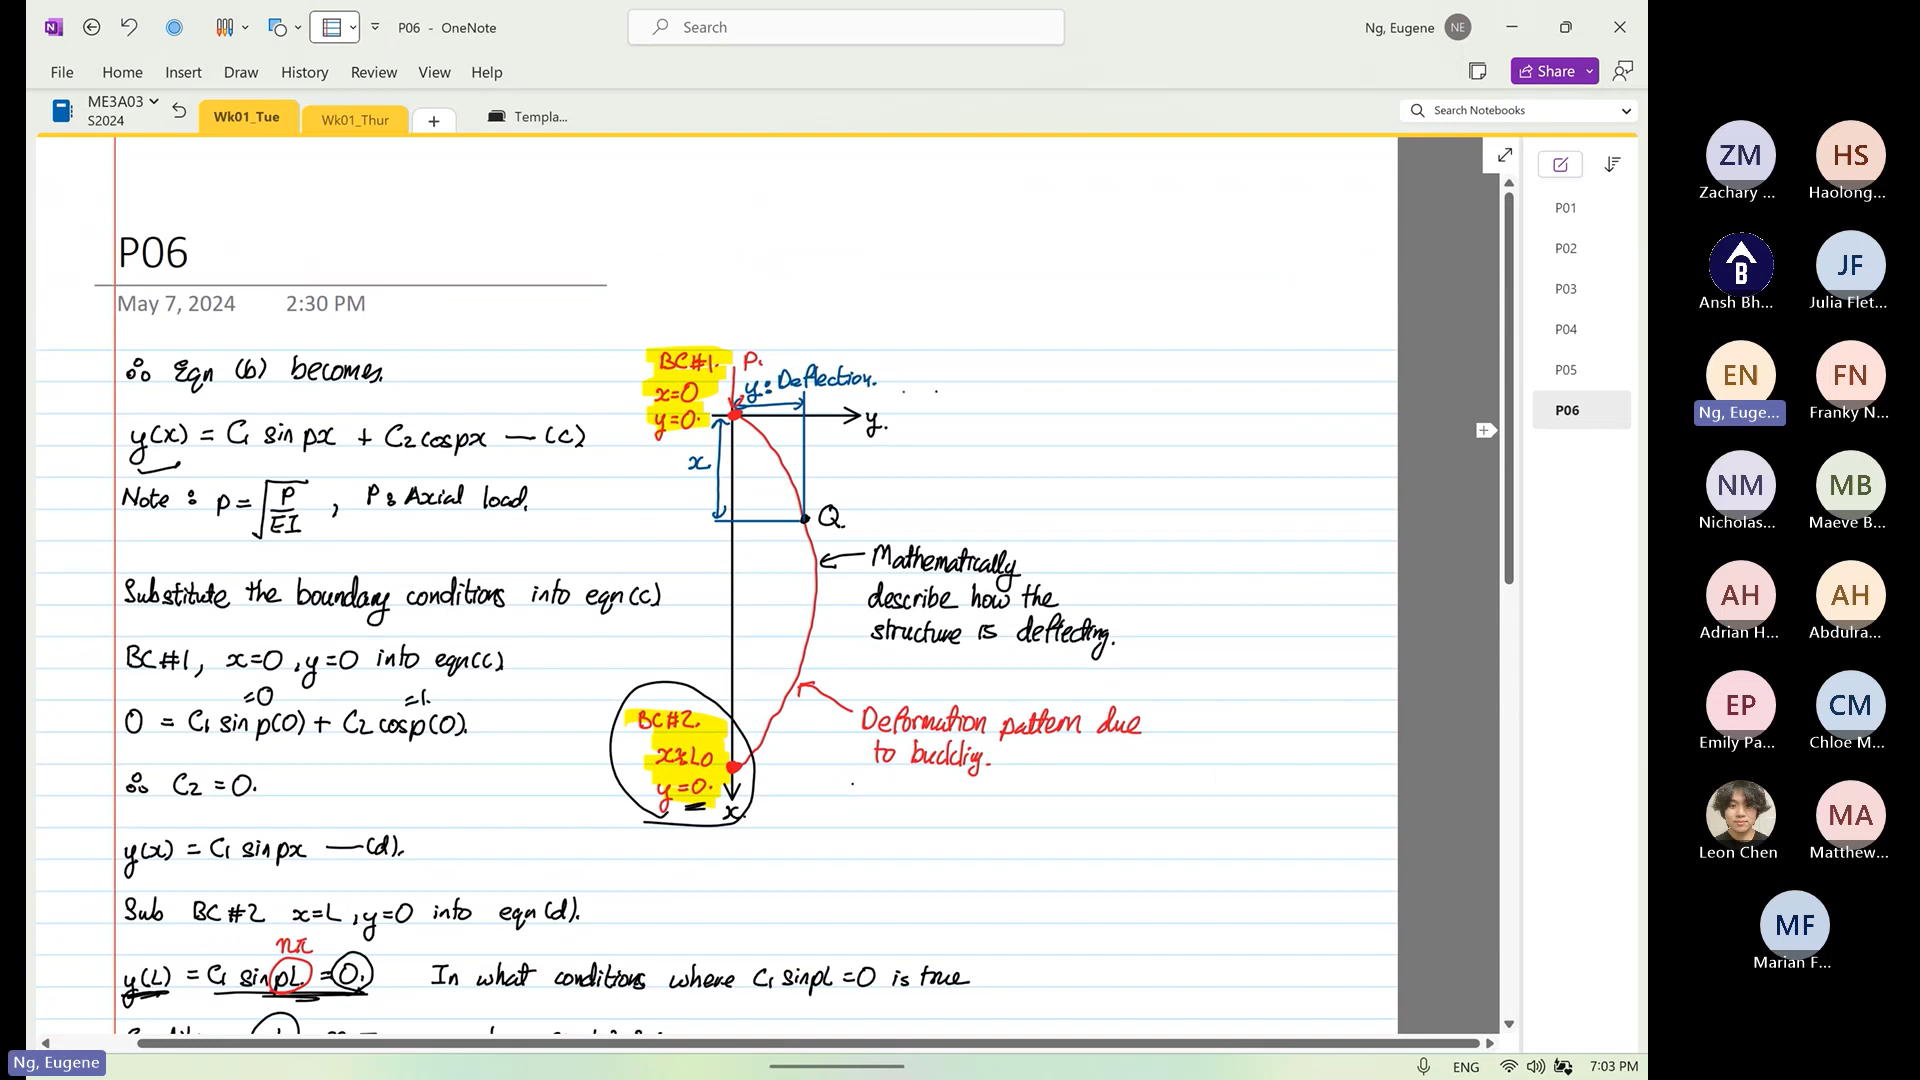 P06 - OneNote
Search
Ng, Eugene
NE
File Home Insert Draw History Review View Help
Share
ME3A03
S2024
Wk01_Tue
Wk01_Thur
+
Templa...
Search Notebooks
P06
May 7, 2024 2:30 PM
∴ Eqn (b) becomes.
y(x) = C₁ sin px + C₂ cospx — (c)
Note : p = √(P/EI) , P : Axial load.
Substitute the boundary conditions into eqn(c)
BC#1, x=0, y=0 into eqn(c)
=0 =1.
0 = C₁ sin p(0) + C₂ cosp(0).
∴ C₂ = 0.
y(x) = C₁ sin px — (d).
Sub BC#2 x=L, y=0 into eqn(d).
nπ
y(L) = C₁ sin pL = 0. In what conditions where C₁ sinpL = 0 is true
BC#1.
x=0
y=0.
P.
y: Deflection.
y.
x
Q.
Mathematically
describe how the
structure is deflecting.
BC#2.
y=0.
x
Deformation pattern due
to
P01
P02
P03
P04
P05
P06
ZM
Zachary ...
HS
Haolong...
B
Ansh Bh...
JF
Julia Flet...
EN
Ng, Euge...
FN
Franky N...
NM
Nicholas...
MB
Maeve B...
AH
Adrian H...
AH
Abdulra...
EP
Emily Pa...
CM
Chloe M...
Leon Chen
MA
Matthew...
MF
Marian F...
Ng, Eugene
ENG
7:03 PM